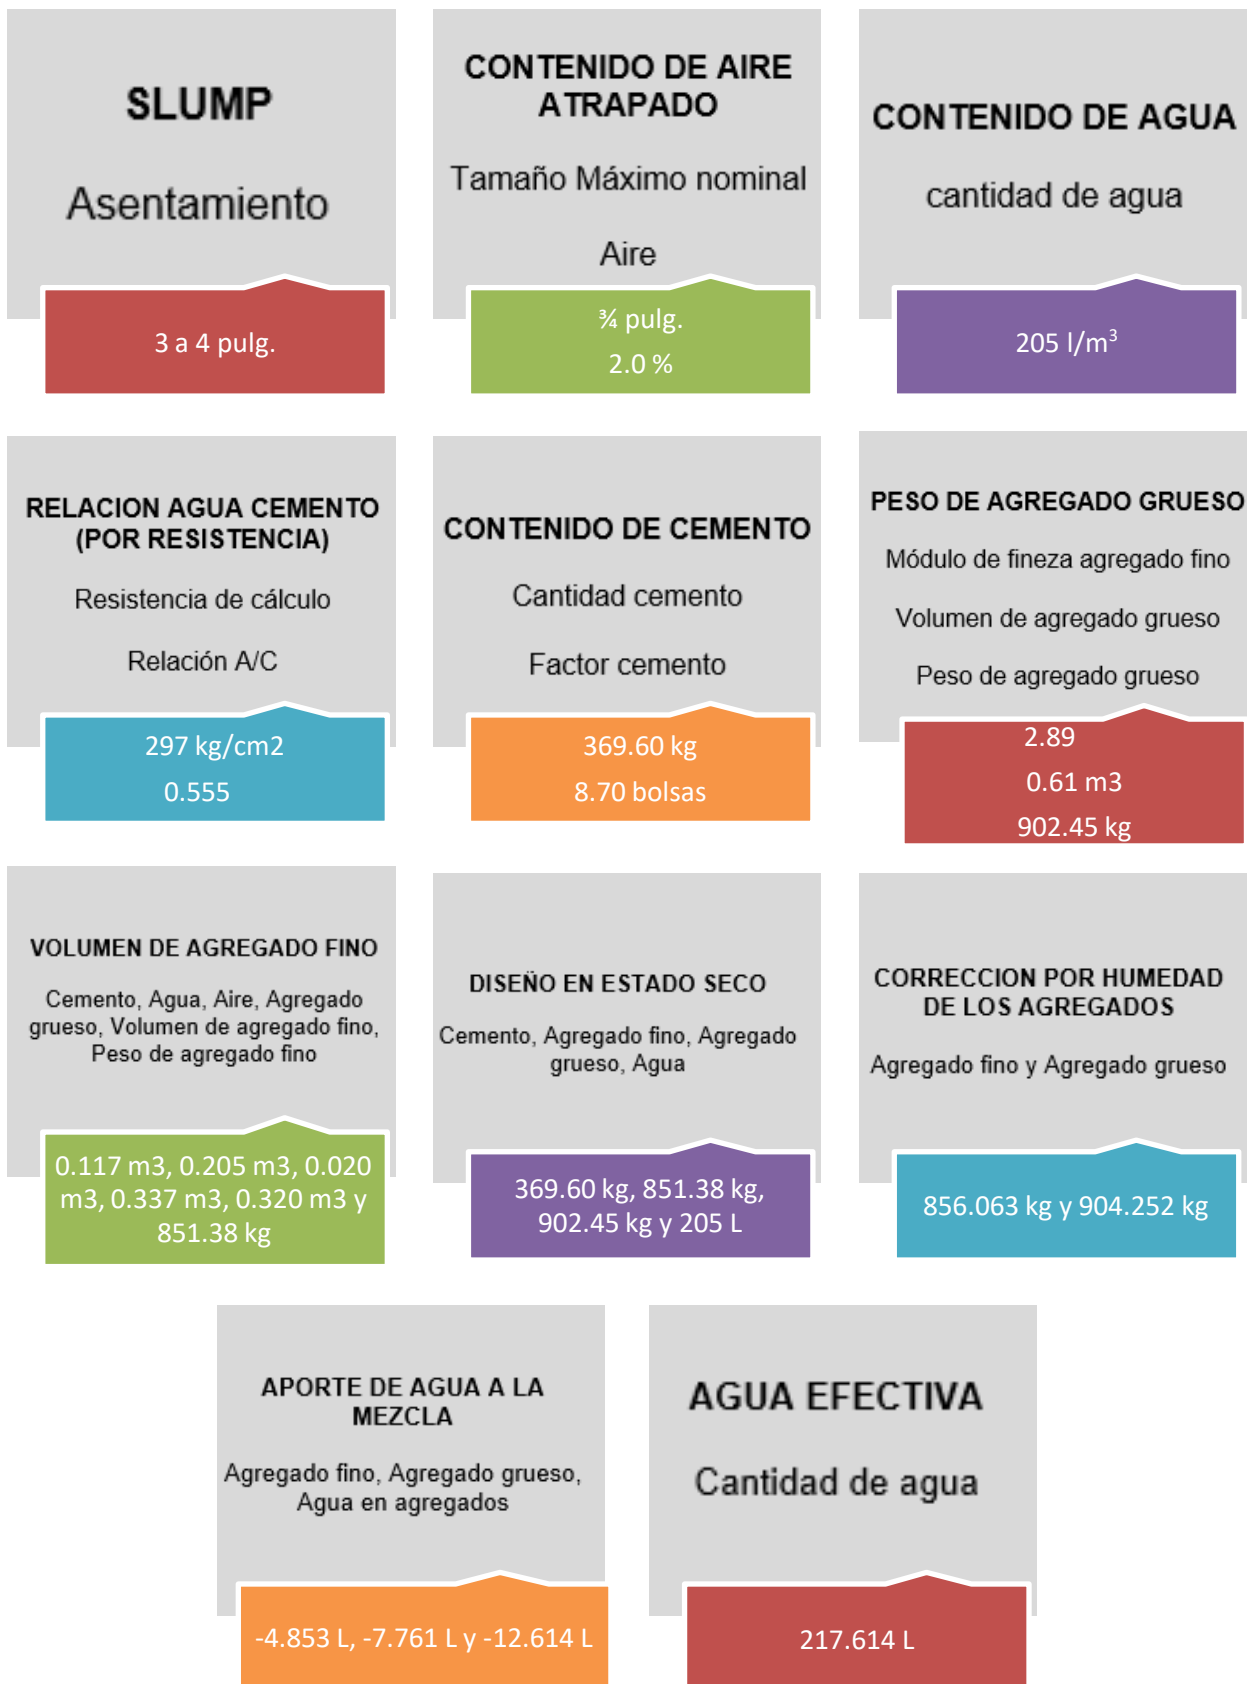 SLUMP
Asentamiento
3 a 4 pulg.
CONTENIDO DE AIRE
ATRAPADO
Tamaño Máximo nominal
Aire
¾ pulg.
2.0 %
CONTENIDO DE AGUA
cantidad de agua
205 l/m³
RELACION AGUA CEMENTO
(POR RESISTENCIA)
Resistencia de cálculo
Relación A/C
297 kg/cm2
0.555
CONTENIDO DE CEMENTO
Cantidad cemento
Factor cemento
369.60 kg
8.70 bolsas
PESO DE AGREGADO GRUESO
Módulo de fineza agregado fino
Volumen de agregado grueso
Peso de agregado grueso
2.89
0.61 m3
902.45 kg
VOLUMEN DE AGREGADO FINO
Cemento, Agua, Aire, Agregado
grueso, Volumen de agregado fino,
Peso de agregado fino
0.117 m3, 0.205 m3, 0.020
m3, 0.337 m3, 0.320 m3 y
851.38 kg
DISEÑO EN ESTADO SECO
Cemento, Agregado fino, Agregado
grueso, Agua
369.60 kg, 851.38 kg,
902.45 kg y 205 L
CORRECCION POR HUMEDAD
DE LOS AGREGADOS
Agregado fino y Agregado grueso
856.063 kg y 904.252 kg
APORTE DE AGUA A LA
MEZCLA
Agregado fino, Agregado grueso,
Agua en agregados
-4.853 L, -7.761 L y -12.614 L
AGUA EFECTIVA
Cantidad de agua
217.614 L